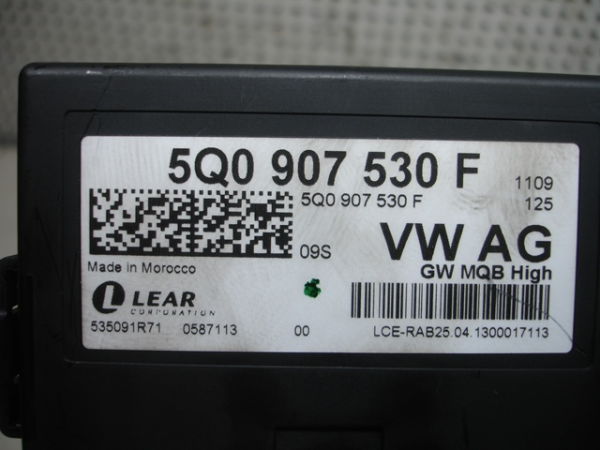 5Q0 907 530 F 1109
5Q0 907 530 F 125
09S VW AG
GW MQB High
Made in Morocco
LEAR
CORPORATION
535091R71 0587113 00 LCE-RAB25.04.1300017113